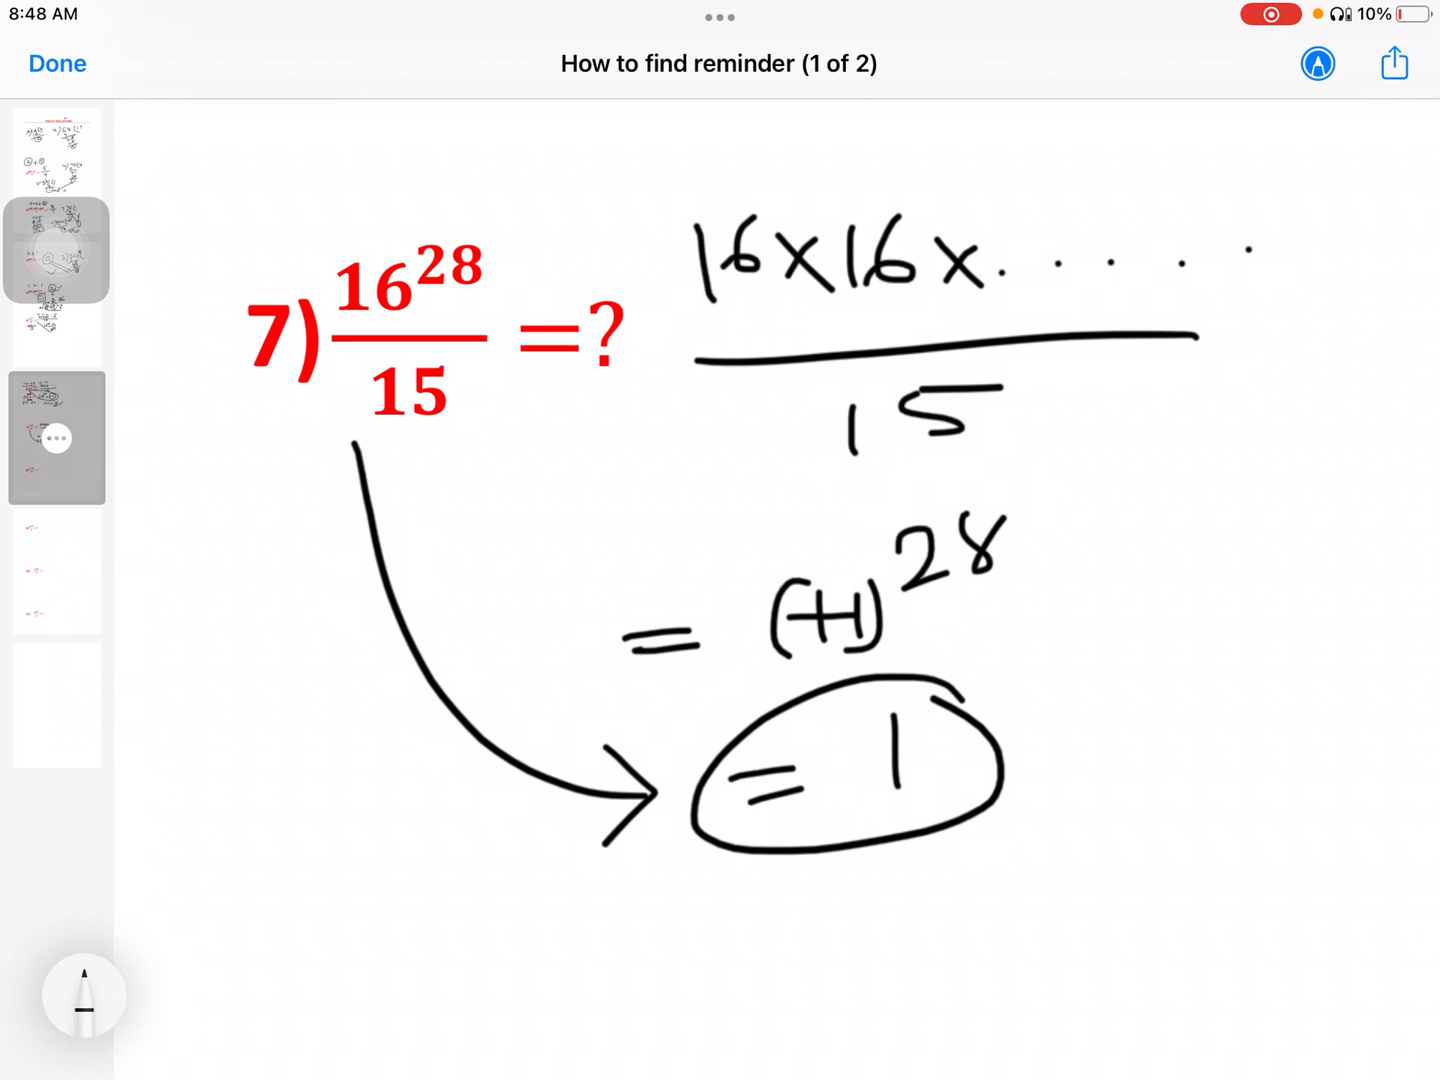 8:48 AM
10%
Done
How to find reminder (1 of 2)
7) 16^28 / 15 = ?
16x16x. . . . .
15
= (+1)^28
= 1